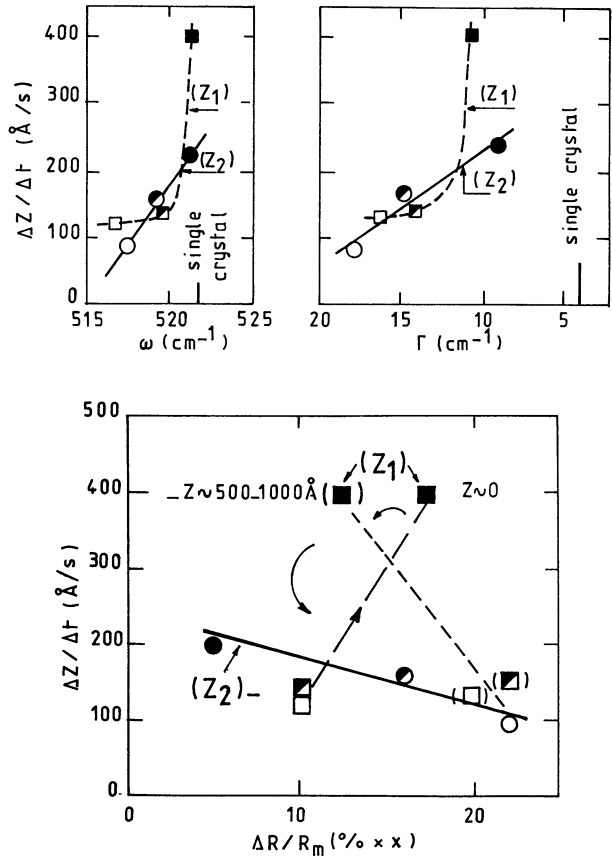 400
300
200
100
0
ΔZ/Δt (Å/s)
(Z1)
(Z2)
single crystal
515 520 525
ω (cm-1)
(Z1)
(Z2)
single crystal
20 15 10 5
Γ (cm-1)
500
400
300
200
100
0
ΔZ/Δt (Å/s)
(Z1)
_ Z~500_1000Å ( )
Z~0
(Z2)_
( )
( )
0 10 20
ΔR/Rm (% × x)